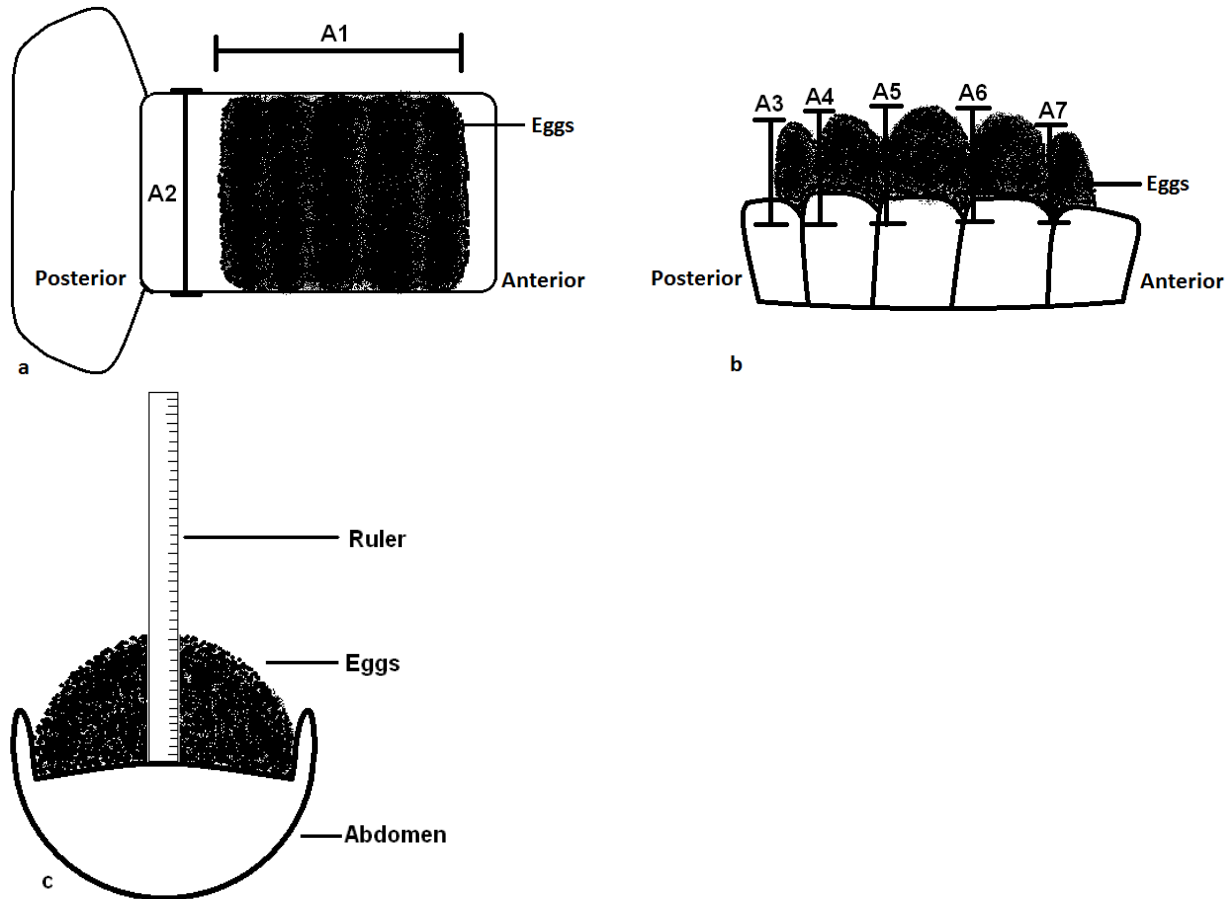 A1
Eggs
A2
Posterior
Anterior
a
A3
A4
A5
A6
A7
Eggs
Posterior
Anterior
b
Ruler
Eggs
Abdomen
c